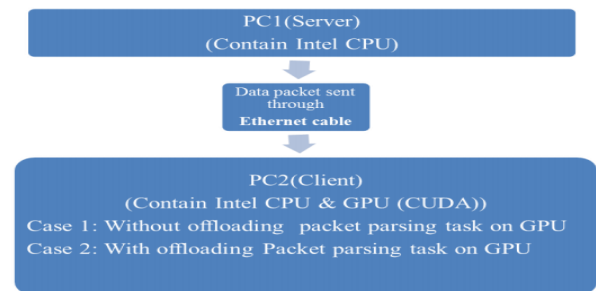 PC1(Server)
(Contain Intel CPU)
Data packet sent
through
Ethernet cable
PC2(Client)
(Contain Intel CPU & GPU (CUDA))
Case 1: Without offloading packet parsing task on GPU
Case 2: With offloading Packet parsing task on GPU